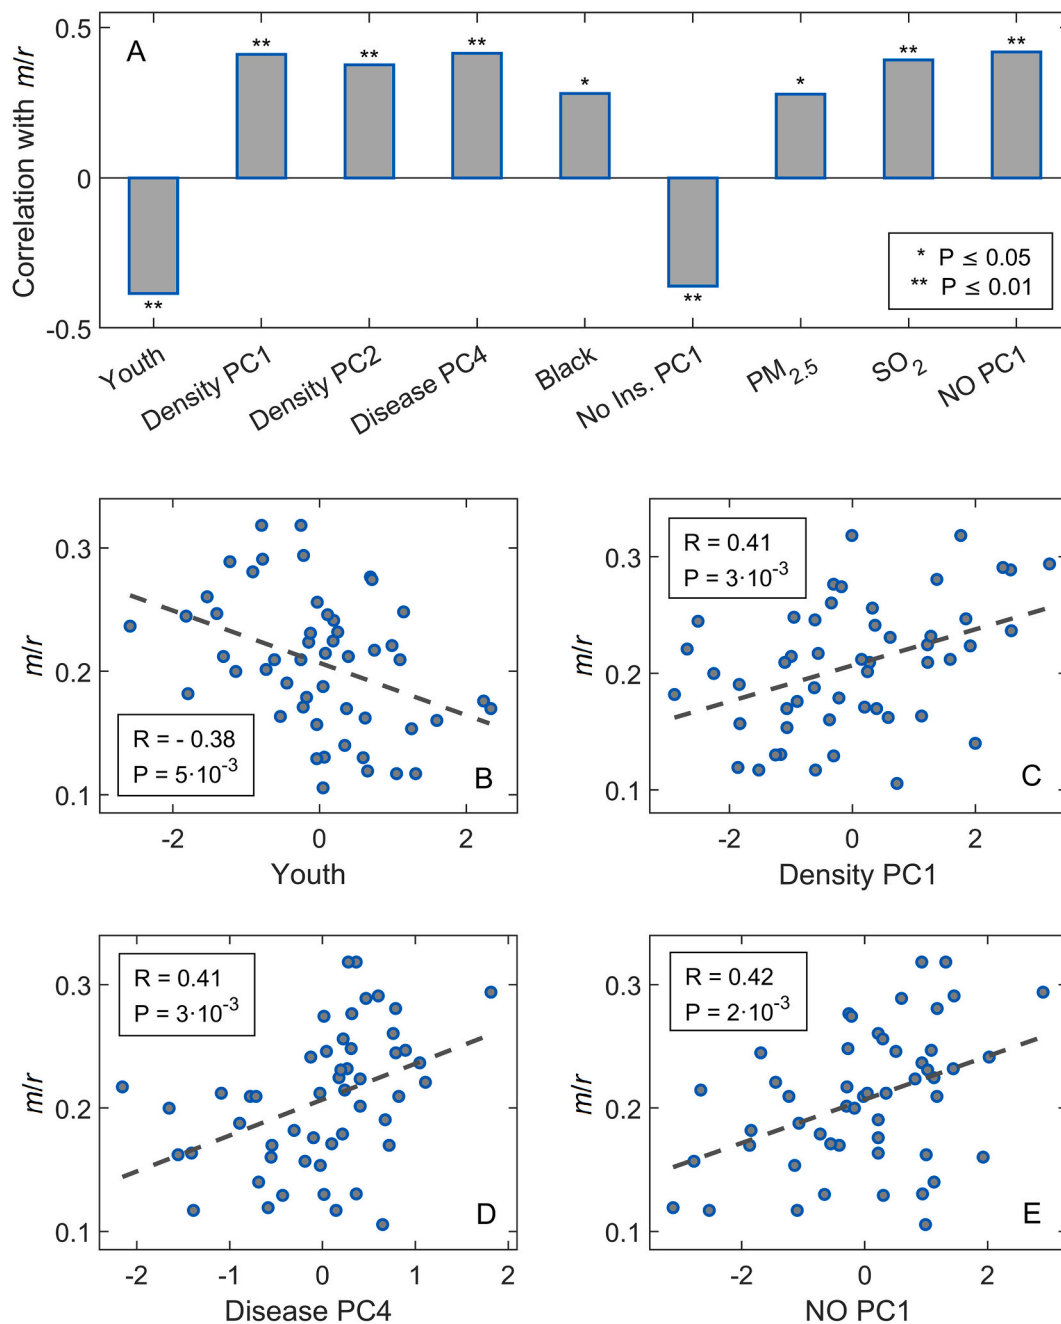 A
Correlation with m/r
0.5
0
-0.5
**
**
**
**
*
**
*
**
**
* P ≤ 0.05
** P ≤ 0.01
Youth
Density PC1
Density PC2
Disease PC4
Black
No Ins. PC1
PM2.5
SO2
NO PC1
m/r
0.3
0.2
0.1
R = - 0.38
P = 5·10-3
B
-2 0 2
Youth
m/r
0.3
0.2
0.1
R = 0.41
P = 3·10-3
C
-2 0 2
Density PC1
m/r
0.3
0.2
0.1
R = 0.41
P = 3·10-3
D
-2 -1 0 1 2
Disease PC4
m/r
0.3
0.2
0.1
R = 0.42
P = 2·10-3
E
-2 0 2
NO PC1